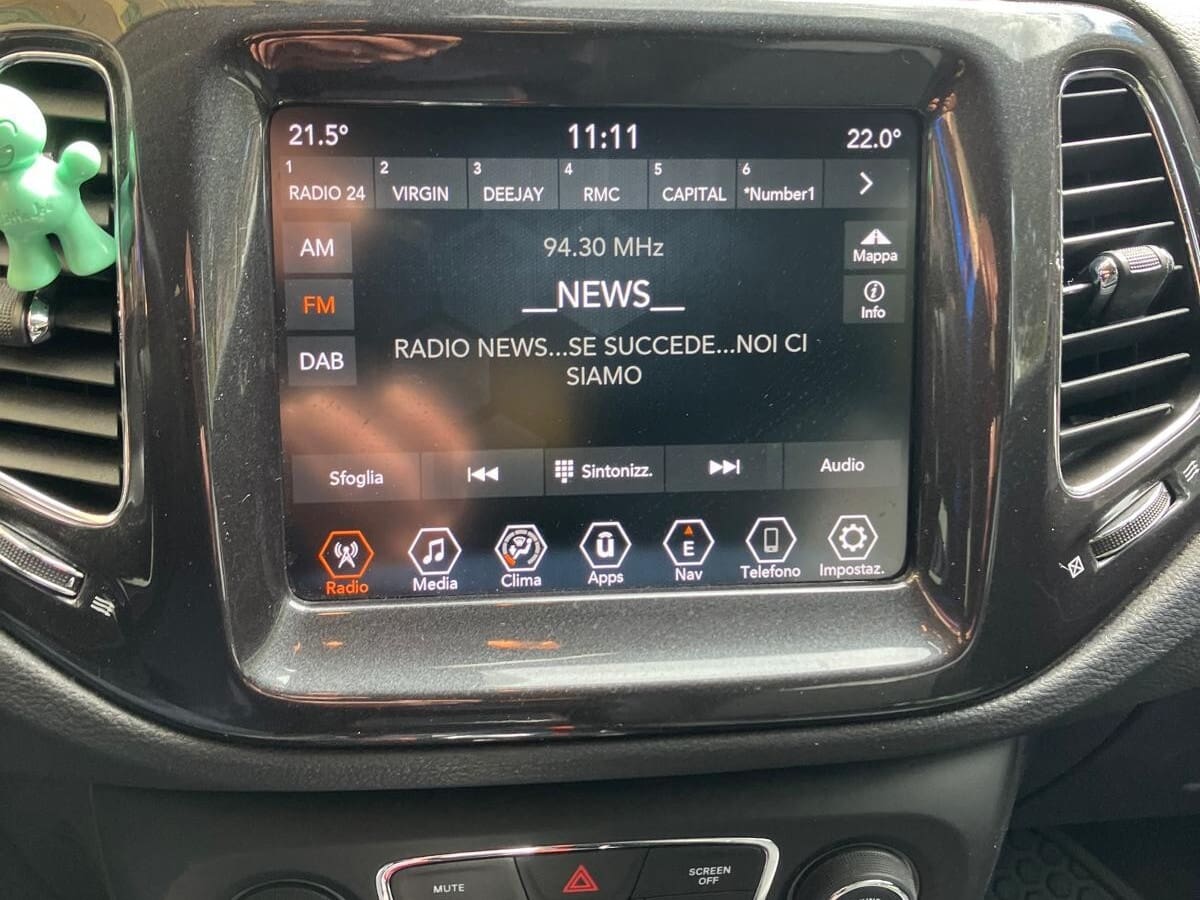 21.5° 11:11 22.0°
1 2 3 4 5 6
RADIO 24 VIRGIN DEEJAY RMC CAPITAL *Number1
AM 94.30 MHz Mappa
FM __NEWS__ Info
DAB RADIO NEWS...SE SUCCEDE...NOI CI
SIAMO
Sfoglia Sintonizz. Audio
E
Radio Media Clima Apps Nav Telefono Impostaz.
MUTE SCREEN
OFF